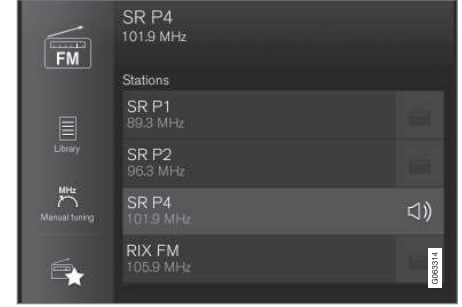 SR P4
101.9 MHz
FM
Stations
SR P1
89.3 MHz
Library
SR P2
96.3 MHz
MHz
Manual tuning
SR P4
101.9 MHz
RIX FM
105.9 MHz
G063314